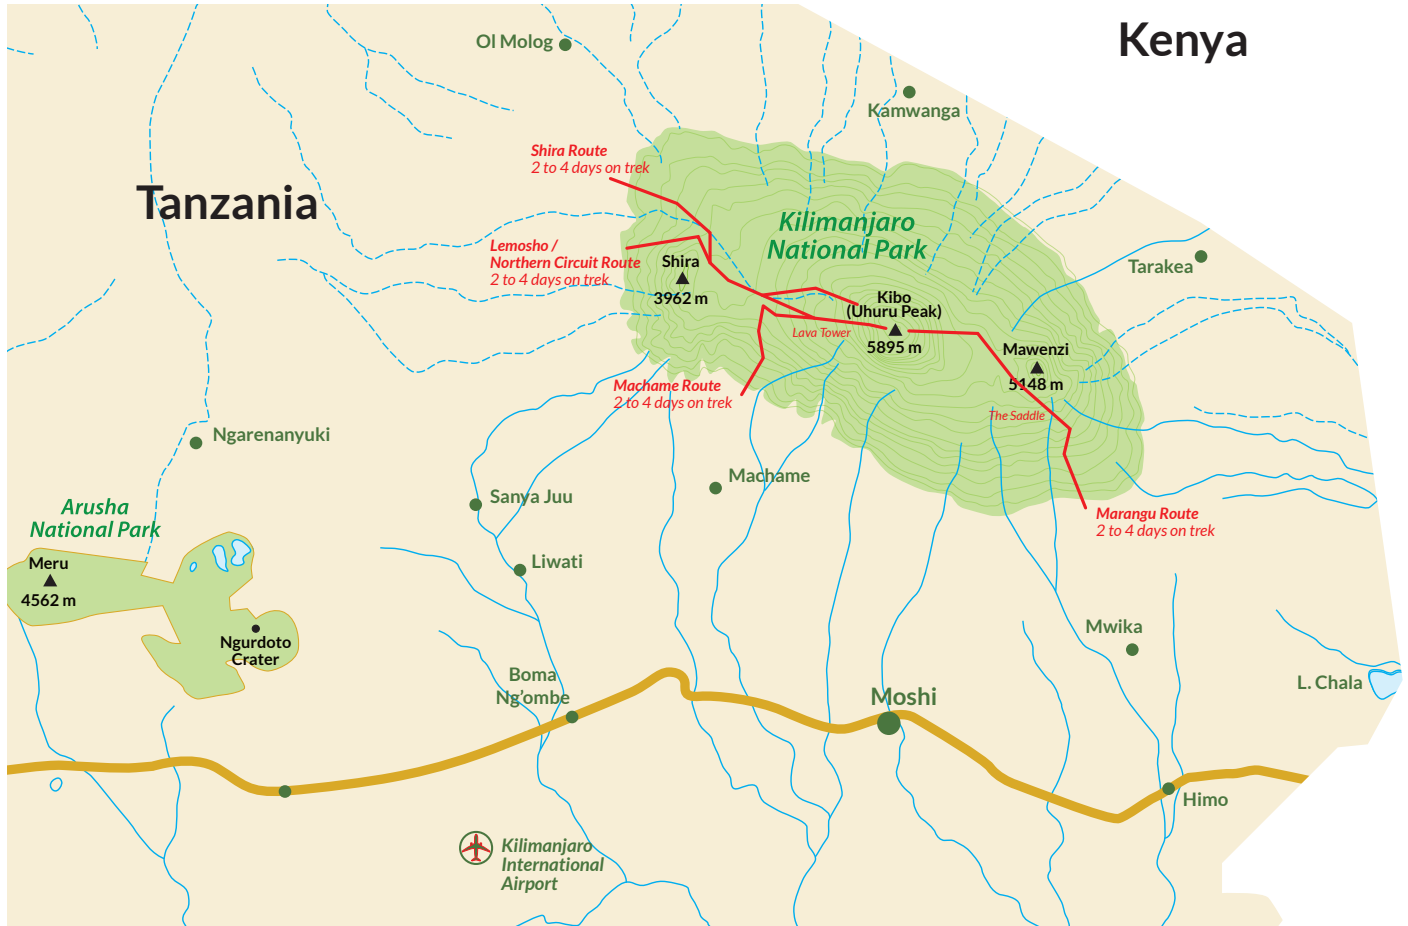 Kenya
Ol Molog
Kamwanga
Shira Route
2 to 4 days on trek
Tanzania
Kilimanjaro
National Park
Lemosho /
Northern Circuit Route
2 to 4 days on trek
Shira
3962 m
Tarakea
Kibo
(Uhuru Peak)
5895 m
Lava Tower
Mawenzi
5148 m
Machame Route
2 to 4 days on trek
The Saddle
Ngarenanyuki
Machame
Sanya Juu
Arusha
National Park
Marangu Route
2 to 4 days on trek
Liwati
Meru
4562 m
Ngurdoto
Crater
Mwika
Boma
Ng'ombe
Moshi
L. Chala
Himo
Kilimanjaro
International
Airport